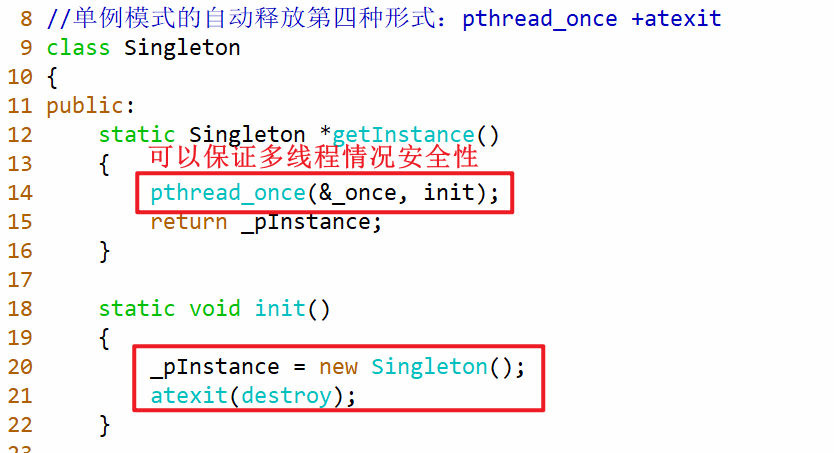 8 //单例模式的自动释放第四种形式：pthread_once +atexit
9 class Singleton
10 {
11 public:
12     static Singleton *getInstance()
可以保证多线程情况安全性
13     {
14         pthread_once(&_once, init);
15         return _pInstance;
16     }
17
18     static void init()
19     {
20         _pInstance = new Singleton();
21         atexit(destroy);
22     }